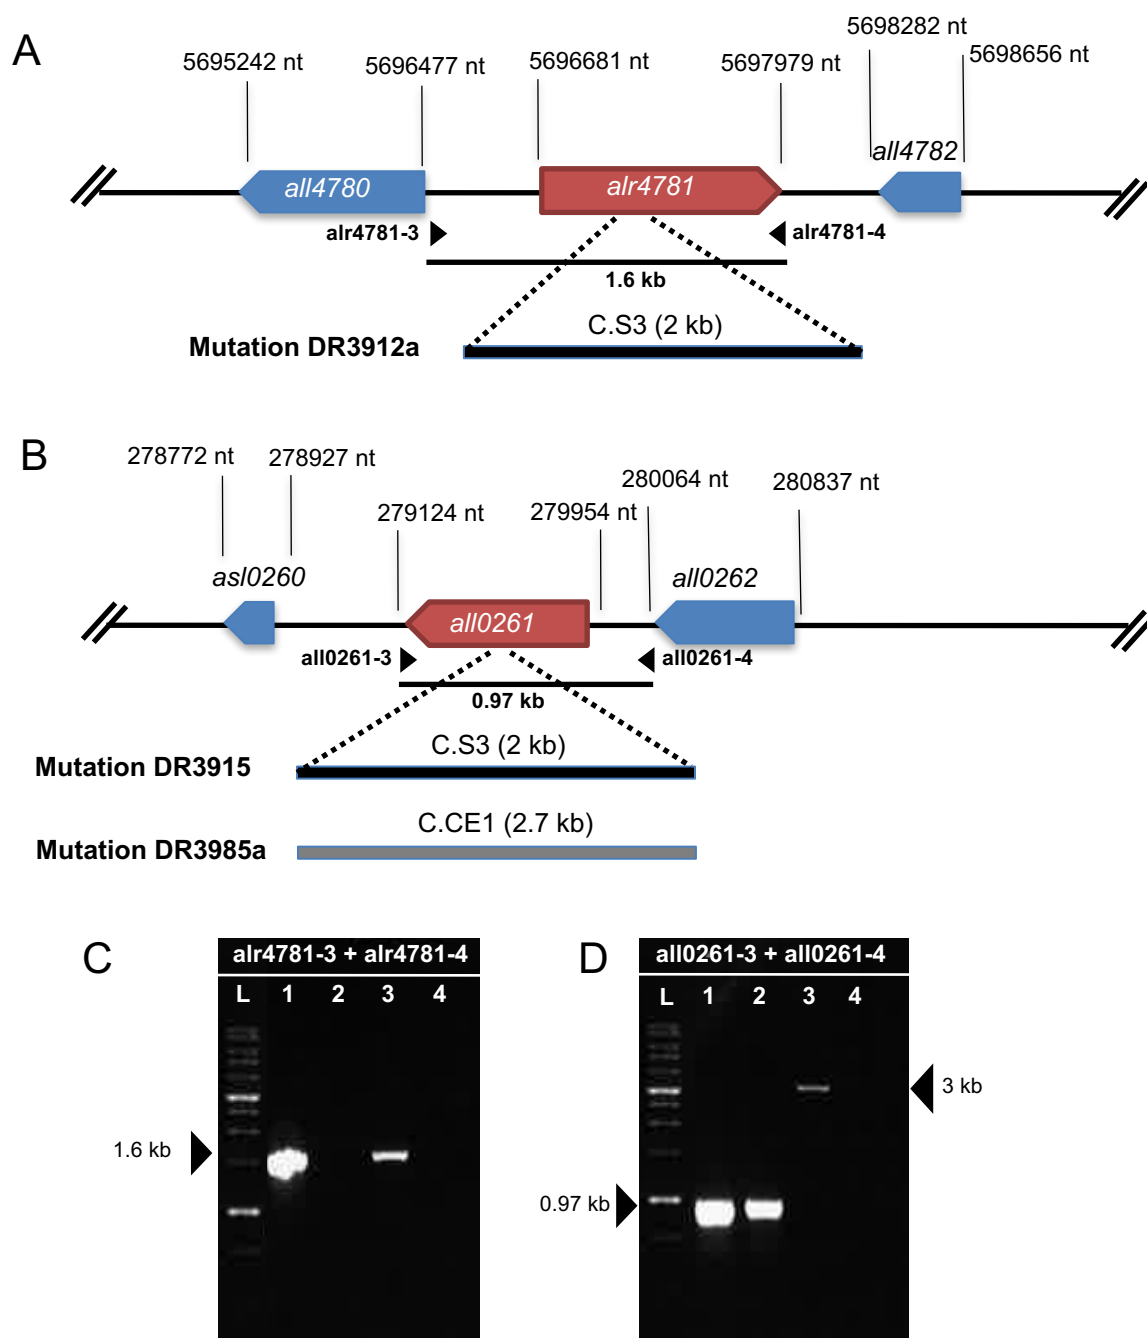 A
5695242 nt
5696477 nt
5696681 nt
5697979 nt
5698282 nt
5698656 nt
all4780
alr4781
all4782
alr4781-3
alr4781-4
1.6 kb
C.S3 (2 kb)
Mutation DR3912a
B
278772 nt
278927 nt
279124 nt
279954 nt
280064 nt
280837 nt
asl0260
all0261
all0262
all0261-3
all0261-4
0.97 kb
C.S3 (2 kb)
Mutation DR3915
C.CE1 (2.7 kb)
Mutation DR3985a
C
alr4781-3 + alr4781-4
L 1 2 3 4
1.6 kb
D
all0261-3 + all0261-4
L 1 2 3 4
3 kb
0.97 kb